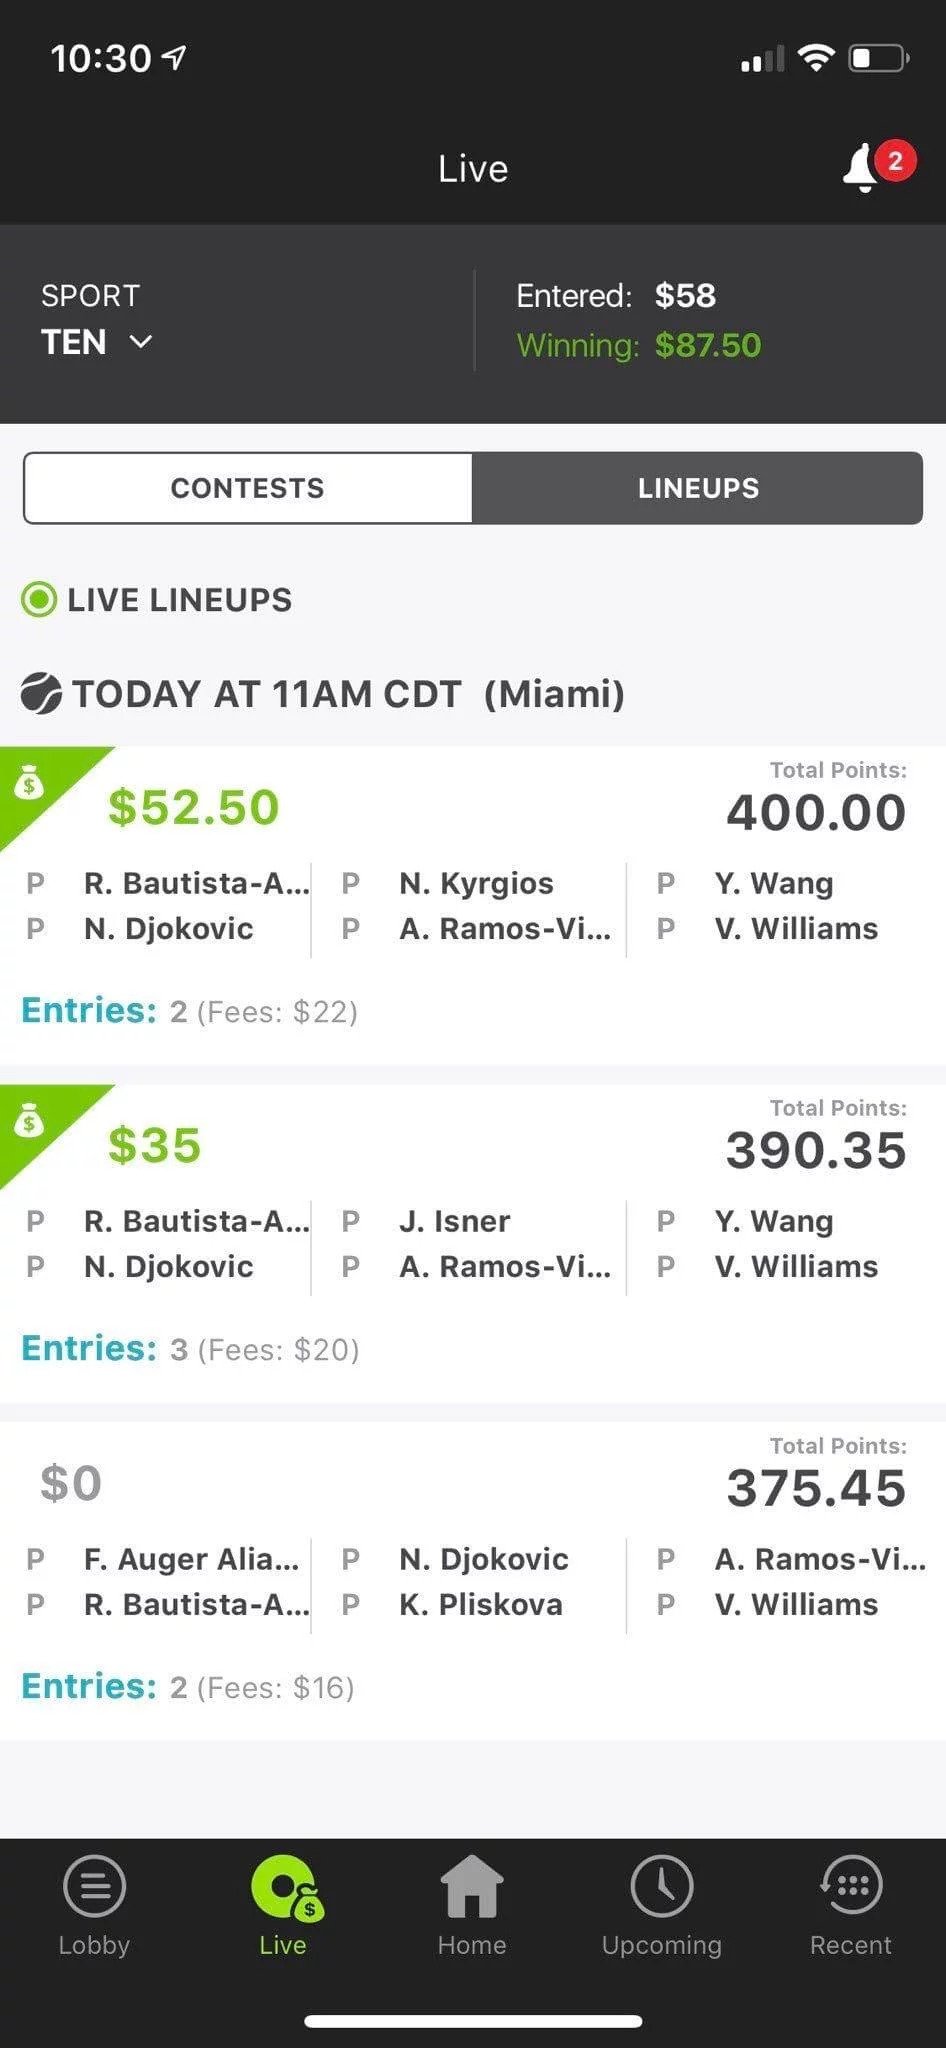 10:30
Live
2
SPORT
TEN
Entered: $58
Winning: $87.50
CONTESTS
LINEUPS
LIVE LINEUPS
TODAY AT 11AM CDT (Miami)
$52.50
Total Points:
400.00
P R. Bautista-A... P N. Kyrgios P Y. Wang
P N. Djokovic P A. Ramos-Vi... P V. Williams
Entries: 2 (Fees: $22)
$35
Total Points:
390.35
P R. Bautista-A... P J. Isner P Y. Wang
P N. Djokovic P A. Ramos-Vi... P V. Williams
Entries: 3 (Fees: $20)
$0
Total Points:
375.45
P F. Auger Alia... P N. Djokovic P A. Ramos-Vi...
P R. Bautista-A... P K. Pliskova P V. Williams
Entries: 2 (Fees: $16)
Lobby
Live
Home
Upcoming
Recent